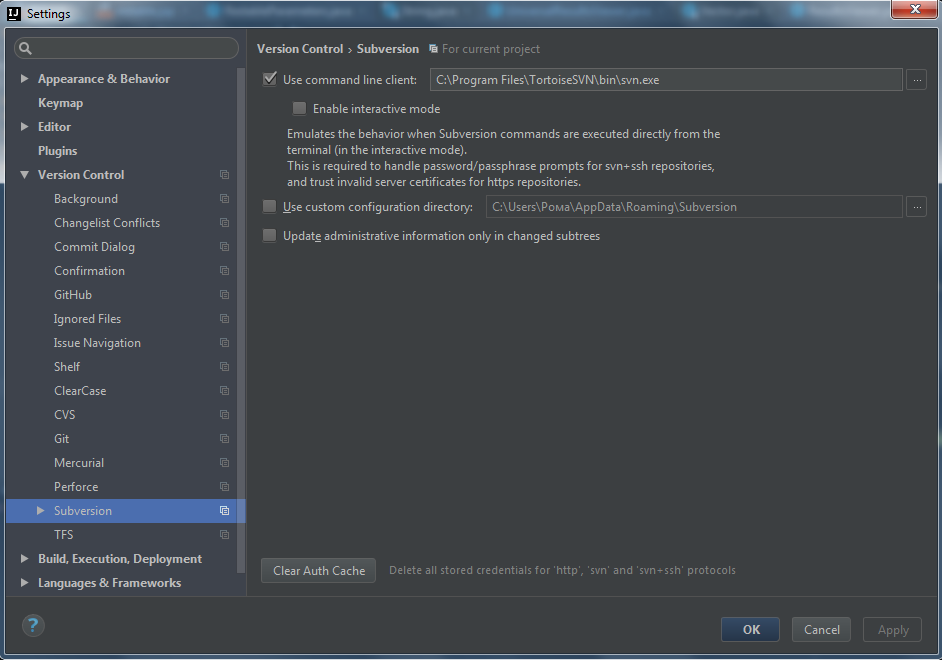 IJ Settings
Version Control › Subversion For current project
Appearance & Behavior
Keymap
Editor
Plugins
Version Control
Background
Changelist Conflicts
Commit Dialog
Confirmation
GitHub
Ignored Files
Issue Navigation
Shelf
ClearCase
CVS
Git
Mercurial
Perforce
Subversion
TFS
Build, Execution, Deployment
Languages & Frameworks
Use command line client: C:\Program Files\TortoiseSVN\bin\svn.exe ...
Enable interactive mode
Emulates the behavior when Subversion commands are executed directly from the
terminal (in the interactive mode).
This is required to handle password/passphrase prompts for svn+ssh repositories,
and trust invalid server certificates for https repositories.
Use custom configuration directory: C:\Users\Рома\AppData\Roaming\Subversion ...
Update administrative information only in changed subtrees
Clear Auth Cache Delete all stored credentials for 'http', 'svn' and 'svn+ssh' protocols
? OK Cancel Apply